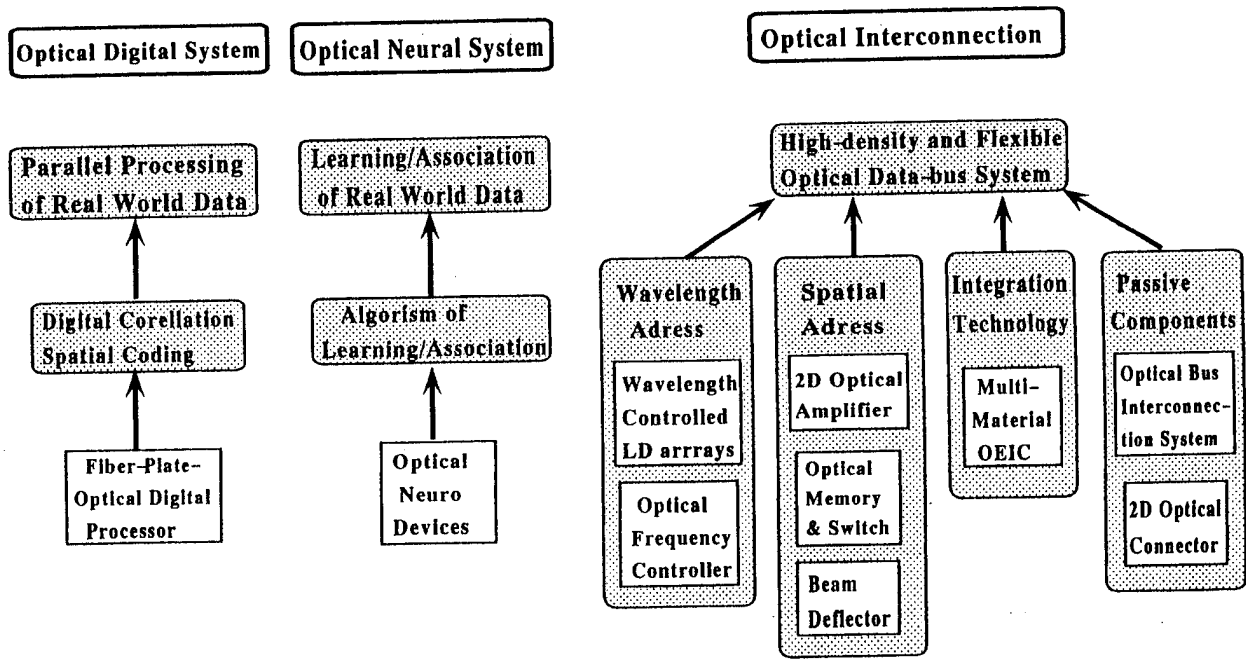 Optical Digital System
Optical Neural System
Optical Interconnection
Parallel Processing
of Real World Data
Learning/Association
of Real World Data
High-density and Flexible
Optical Data-bus System
Digital Corellation
Spatial Coding
Algorism of
Learning/Association
Fiber-Plate-
Optical Digital
Processor
Optical
Neuro
Devices
Wavelength
Adress
Wavelength
Controlled
LD arrrays
Optical
Frequency
Controller
Spatial
Adress
2D Optical
Amplifier
Optical
Memory
& Switch
Beam
Deflector
Integration
Technology
Multi-
Material
OEIC
Passive
Components
Optical Bus
Interconnec-
tion System
2D Optical
Connector